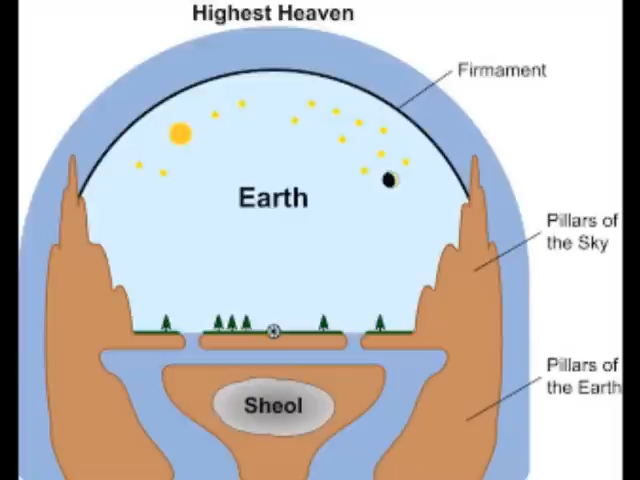 Highest Heaven
Firmament
Earth
Pillars of
the Sky
Pillars of
the Earth
Sheol